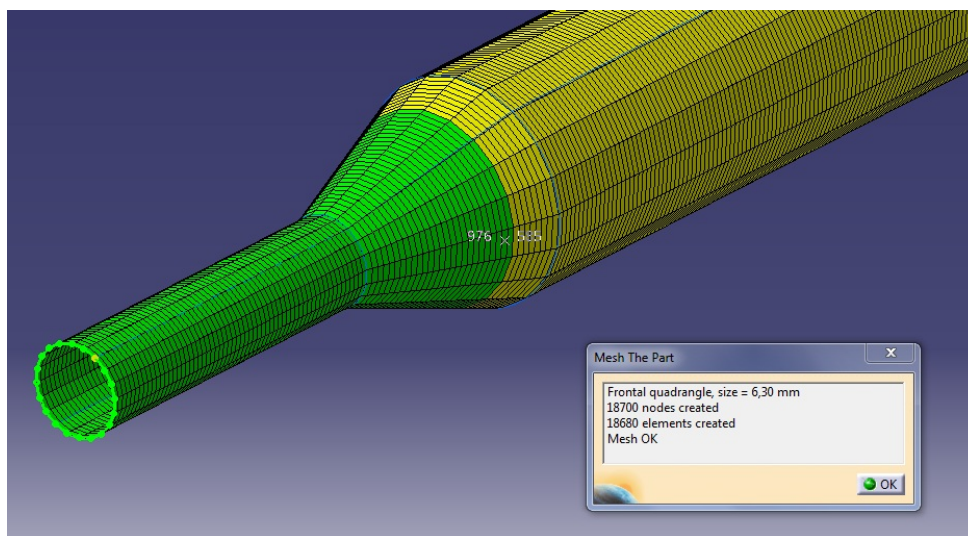 976 585
Mesh The Part
Frontal quadrangle, size = 6,30 mm
18700 nodes created
18680 elements created
Mesh OK
OK